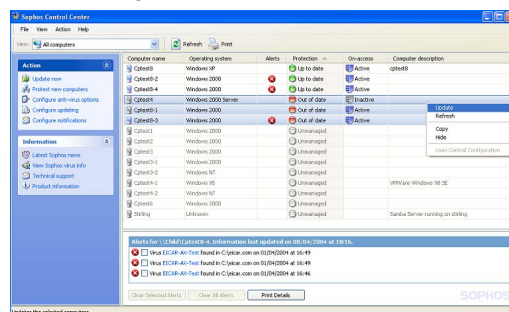 Sophos Control Center
File View Action Help
View: All computers Refresh Print
Action
Update now
Protect new computers
Configure anti-virus options
Configure updating
Configure notifications
Information
Latest Sophos news
View Sophos virus info
Technical support
Product information
Computer name Operating system Alerts Protection On-access Computer description
Cptest8 Windows XP Up to date Active cptest8
Cptest8-2 Windows 2000 Up to date Active
Cptest8-4 Windows 2000 Up to date Active
Cptest4 Windows 2000 Server Out of date Inactive
Cptest8-1 Windows 2000 Out of date Active
Cptest8-3 Windows 2000 Out of date Active
Cptest1 Windows 2000 Unmanaged
Cptest2 Windows 2000 Unmanaged
Cptest3 Windows 2000 Unmanaged
Cptest3-1 Windows 2000 Unmanaged
Cptest3-2 Windows NT Unmanaged
Cptest4-1 Windows 95 Unmanaged VMWare Windows 98 SE
Cptest4-2 Windows NT Unmanaged
Cptest6 Windows 2000 Unmanaged
Stirling Unknown Unmanaged Samba Server running on stirling
Update
Refresh
Copy
Hide
Uses Central Configuration
Alerts for \\Child\Cptest8-4. Information last updated on 08/04/2004 at 10:16.
Virus EICAR-AV-Test found in C:\eicar.com on 01/04/2004 at 16:49
Virus EICAR-AV-Test found in C:\eicar.com on 01/04/2004 at 16:49
Virus EICAR-AV-Test found in C:\eicar.com on 01/04/2004 at 16:46
Clear Selected Alerts Clear All Alerts Print Details
SOPHOS
Updates the selected computers